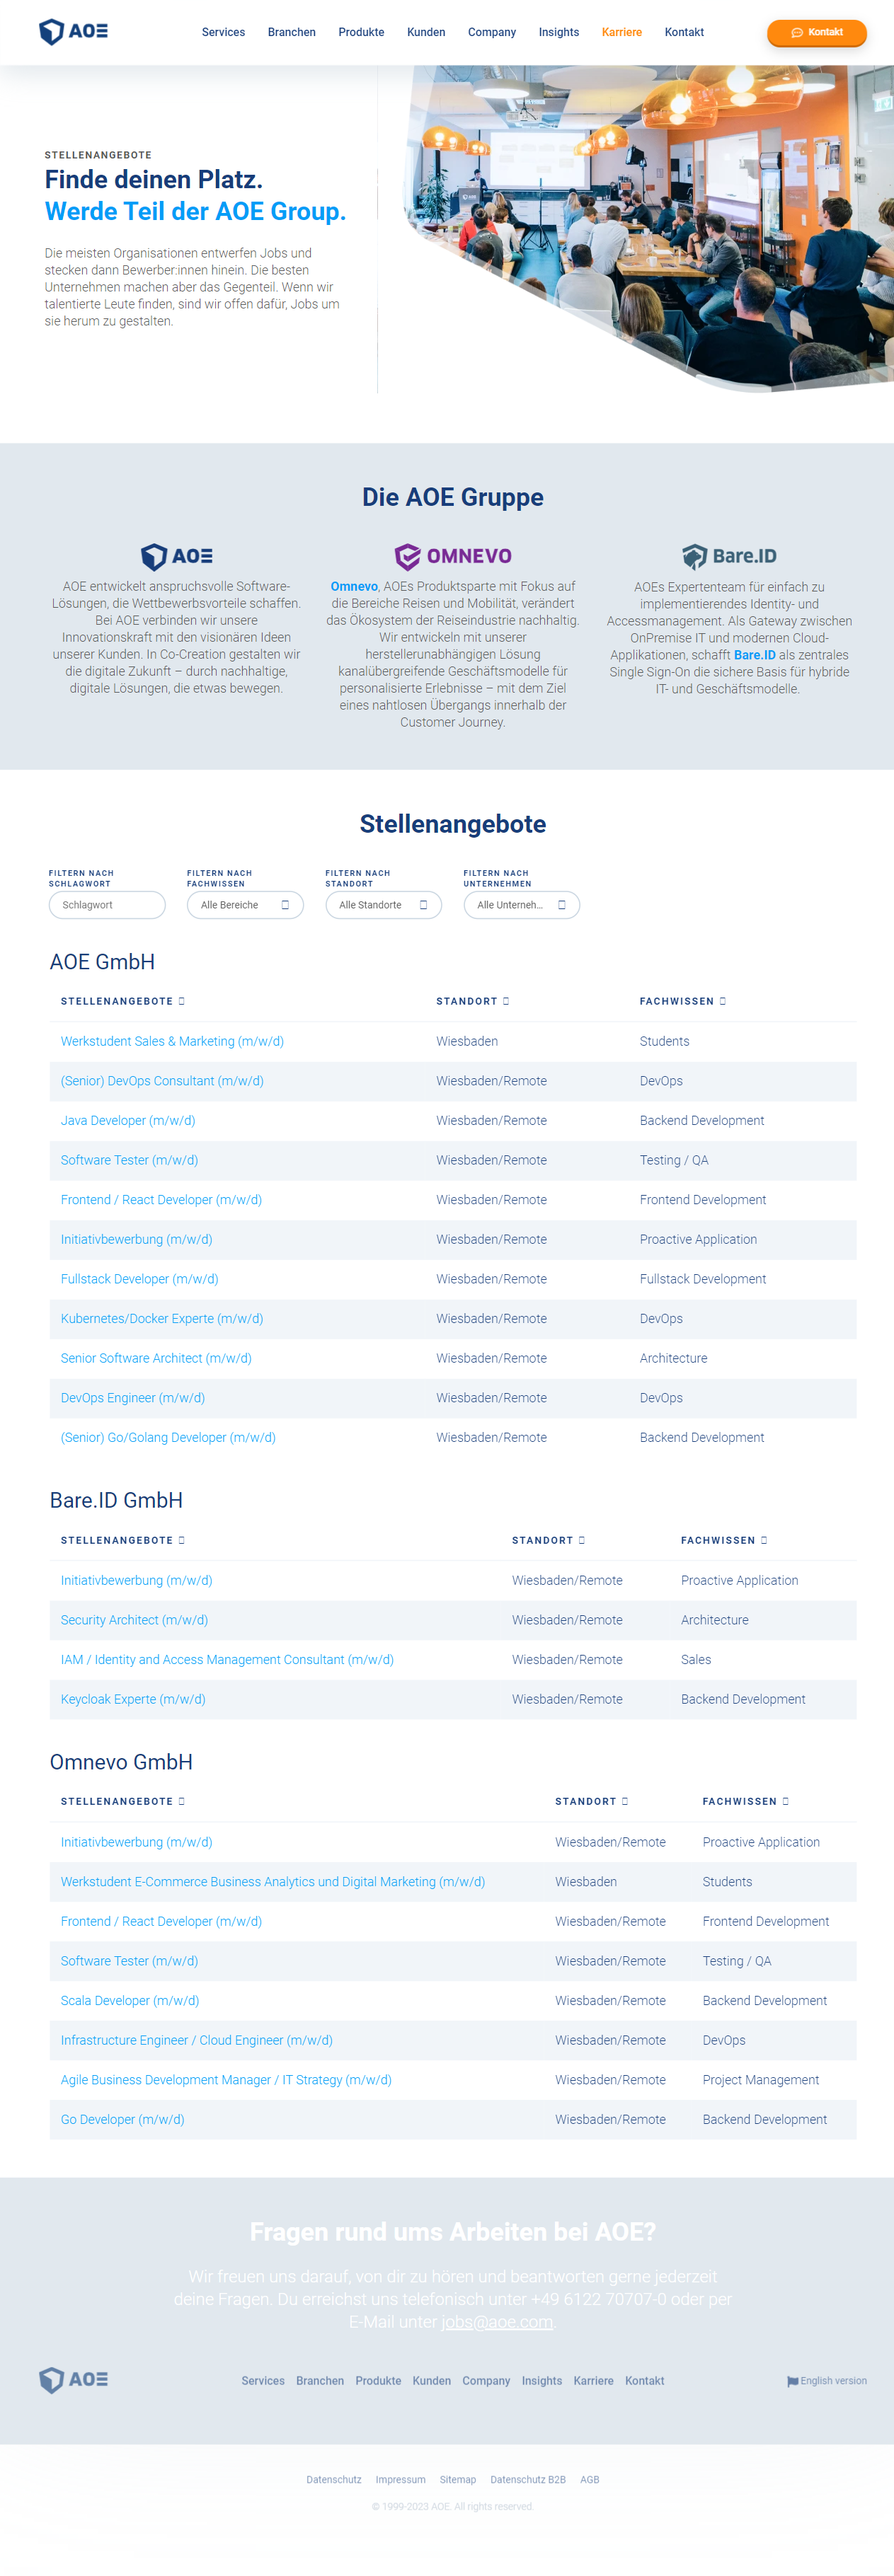 AOE
Services Branchen Produkte Kunden Company Insights Karriere Kontakt
Kontakt
STELLENANGEBOTE
Finde deinen Platz.
Werde Teil der AOE Group.
Die meisten Organisationen entwerfen Jobs und
stecken dann Bewerber:innen hinein. Die besten
Unternehmen machen aber das Gegenteil. Wenn wir
talentierte Leute finden, sind wir offen dafür, Jobs um
sie herum zu gestalten.
Die AOE Gruppe
AOE
AOE entwickelt anspruchsvolle Software-
Lösungen, die Wettbewerbsvorteile schaffen.
Bei AOE verbinden wir unsere
Innovationskraft mit den visionären Ideen
unserer Kunden. In Co-Creation gestalten wir
die digitale Zukunft – durch nachhaltige,
digitale Lösungen, die etwas bewegen.
OMNEVO
Omnevo, AOEs Produktsparte mit Fokus auf
die Bereiche Reisen und Mobilität, verändert
das Ökosystem der Reiseindustrie nachhaltig.
Wir entwickeln mit unserer
herstellerunabhängigen Lösung
kanalübergreifende Geschäftsmodelle für
personalisierte Erlebnisse – mit dem Ziel
eines nahtlosen Übergangs innerhalb der
Customer Journey.
Bare.ID
AOEs Expertenteam für einfach zu
implementierendes Identity- und
Accessmanagement. Als Gateway zwischen
OnPremise IT und modernen Cloud-
Applikationen, schafft Bare.ID als zentrales
Single Sign-On die sichere Basis für hybride
IT- und Geschäftsmodelle.
Stellenangebote
FILTERN NACH
SCHLAGWORT
Schlagwort
FILTERN NACH
FACHWISSEN
Alle Bereiche
FILTERN NACH
STANDORT
Alle Standorte
FILTERN NACH
UNTERNEHMEN
Alle Unterneh...
AOE GmbH
STELLENANGEBOTE STANDORT FACHWISSEN
Werkstudent Sales & Marketing (m/w/d) Wiesbaden Students
(Senior) DevOps Consultant (m/w/d) Wiesbaden/Remote DevOps
Java Developer (m/w/d) Wiesbaden/Remote Backend Development
Software Tester (m/w/d) Wiesbaden/Remote Testing / QA
Frontend / React Developer (m/w/d) Wiesbaden/Remote Frontend Development
Initiativbewerbung (m/w/d) Wiesbaden/Remote Proactive Application
Fullstack Developer (m/w/d) Wiesbaden/Remote Fullstack Development
Kubernetes/Docker Experte (m/w/d) Wiesbaden/Remote DevOps
Senior Software Architect (m/w/d) Wiesbaden/Remote Architecture
DevOps Engineer (m/w/d) Wiesbaden/Remote DevOps
(Senior) Go/Golang Developer (m/w/d) Wiesbaden/Remote Backend Development
Bare.ID GmbH
STELLENANGEBOTE STANDORT FACHWISSEN
Initiativbewerbung (m/w/d) Wiesbaden/Remote Proactive Application
Security Architect (m/w/d) Wiesbaden/Remote Architecture
IAM / Identity and Access Management Consultant (m/w/d) Wiesbaden/Remote Sales
Keycloak Experte (m/w/d) Wiesbaden/Remote Backend Development
Omnevo GmbH
STELLENANGEBOTE STANDORT FACHWISSEN
Initiativbewerbung (m/w/d) Wiesbaden/Remote Proactive Application
Werkstudent E-Commerce Business Analytics und Digital Marketing (m/w/d) Wiesbaden Students
Frontend / React Developer (m/w/d) Wiesbaden/Remote Frontend Development
Software Tester (m/w/d) Wiesbaden/Remote Testing / QA
Scala Developer (m/w/d) Wiesbaden/Remote Backend Development
Infrastructure Engineer / Cloud Engineer (m/w/d) Wiesbaden/Remote DevOps
Agile Business Development Manager / IT Strategy (m/w/d) Wiesbaden/Remote Project Management
Go Developer (m/w/d) Wiesbaden/Remote Backend Development
Fragen rund ums Arbeiten bei AOE?
Wir freuen uns darauf, von dir zu hören und beantworten gerne jederzeit
deine Fragen. Du erreichst uns telefonisch unter +49 6122 70707-0 oder per
E-Mail unter jobs@aoe.com.
AOE
Services Branchen Produkte Kunden Company Insights Karriere Kontakt
English version
Datenschutz Impressum Sitemap Datenschutz B2B AGB
© 1999-2023 AOE. All rights reserved.